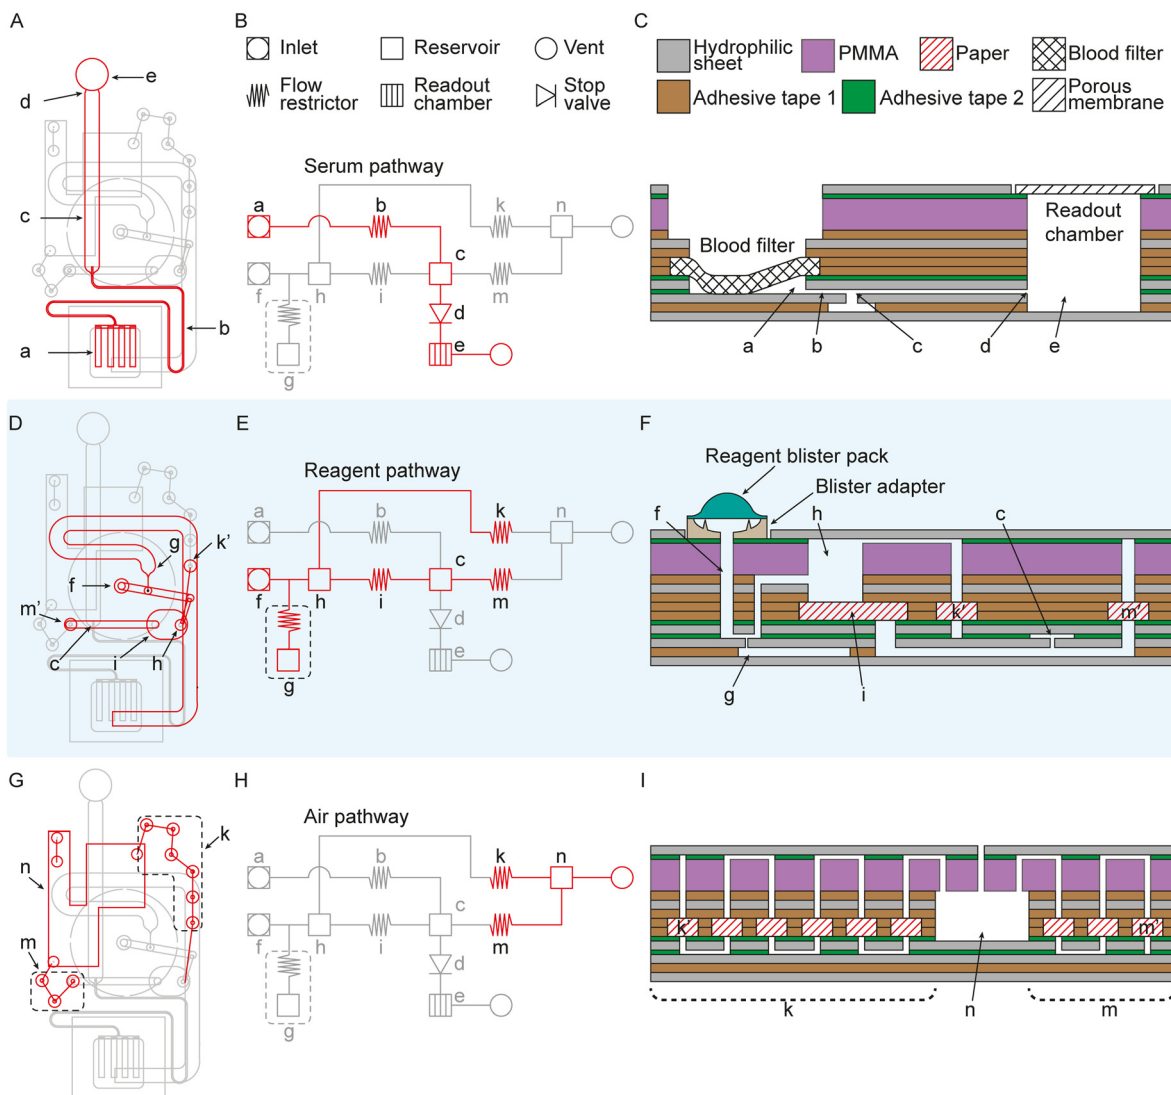 A
e
d
c
b
a
B
Inlet
Reservoir
Vent
Flow
restrictor
Readout
chamber
Stop
valve
Serum pathway
a
b
k
n
c
f
h
i
m
d
e
g
C
Hydrophilic
sheet
PMMA
Paper
Blood filter
Adhesive tape 1
Adhesive tape 2
Porous
membrane
Blood filter
Readout
chamber
a
b
c
d
e
D
g
k'
f
m'
c
i
h
E
Reagent pathway
a
b
k
n
c
f
h
i
m
d
e
g
F
Reagent blister pack
Blister adapter
f
h
c
k'
m'
g
i
G
k
n
m
H
Air pathway
a
b
k
n
c
f
h
i
m
d
e
g
I
k'
m'
k
n
m